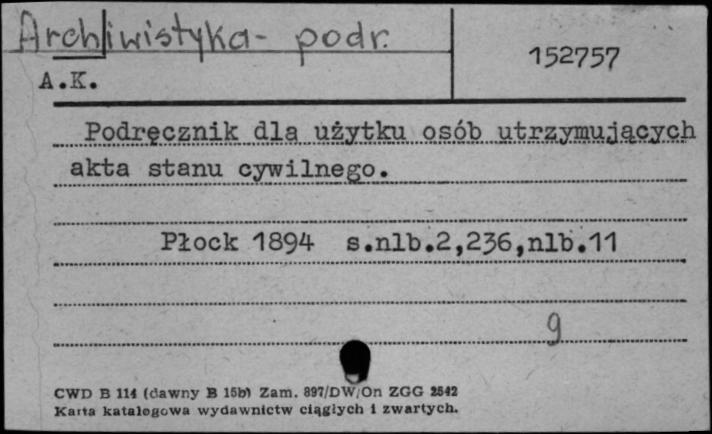 Archiwistyka - podr.
152757
A.K.
Podręcznik dla użytku osób utrzymujących
akta stanu cywilnego.
Płock 1894 s.nlb.2,236,nlb.11
9
CWD B 114 (dawny B 15b) Zam. 897/DW/On ZGG 2542
Karta katalogowa wydawnictw ciągłych i zwartych.